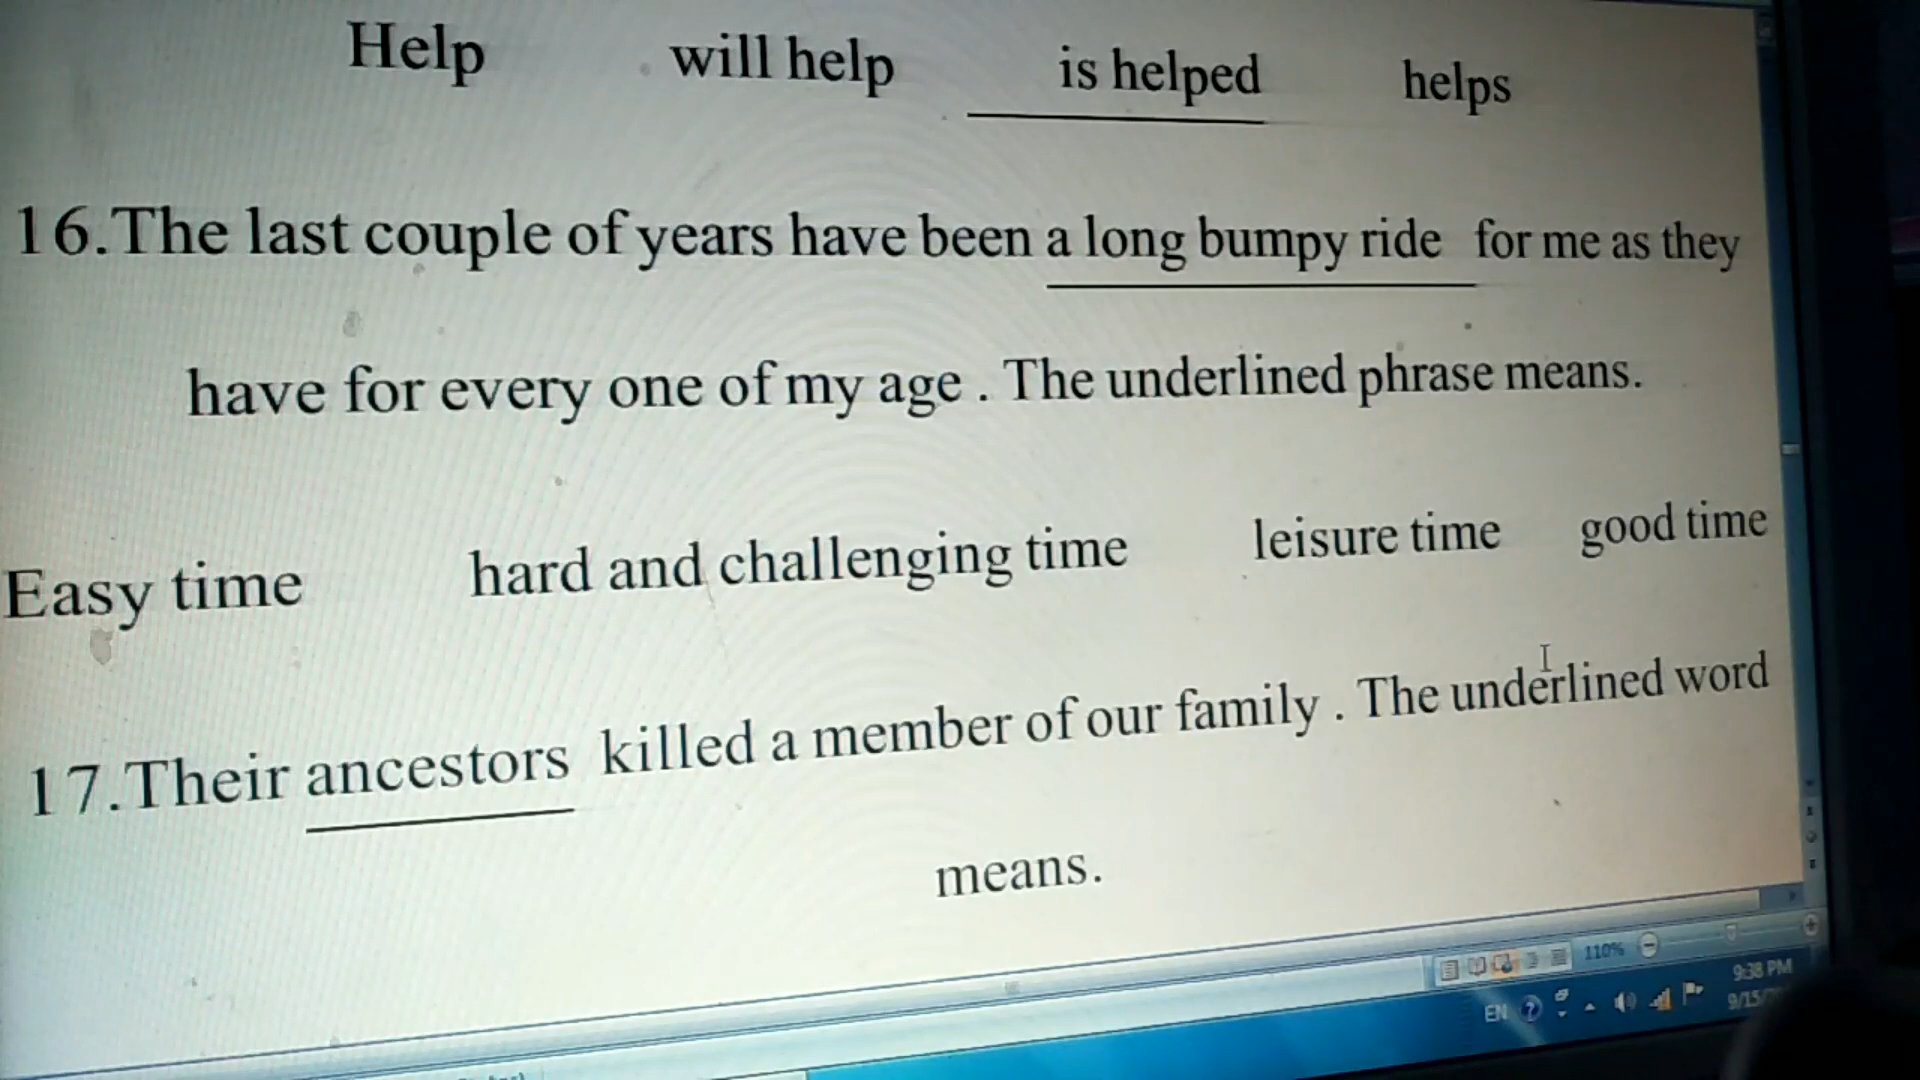 Help will help is helped helps
16.The last couple of years have been a long bumpy ride for me as they
have for every one of my age . The underlined phrase means.
Easy time hard and challenging time leisure time good time
17.Their ancestors killed a member of our family . The underlined word
means.
110%
9:38 PM
EN
9/15/